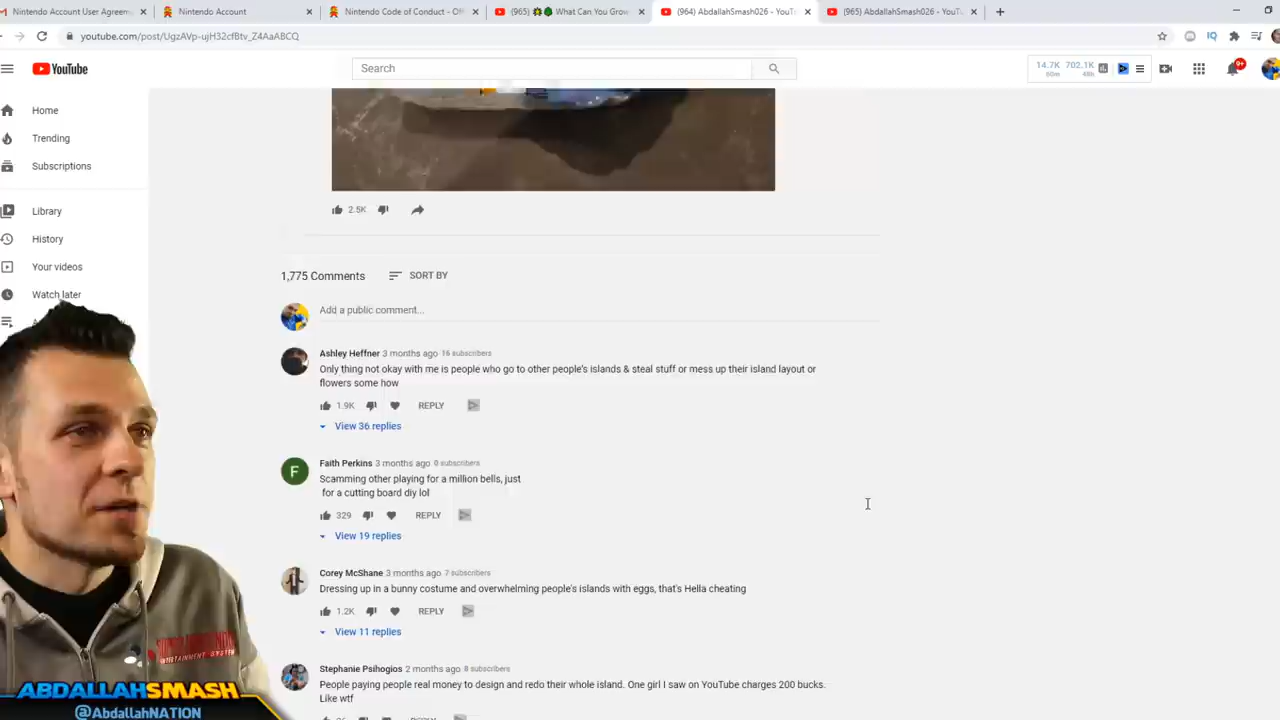 Nintendo Account User Agreem
Nintendo Account
Nintendo Code of Conduct - Off
(965) What Can You Grow
(964) AbdallahSmash026 - YouTu
(965) AbdallahSmash026 - YouTu
youtube.com/post/UgzAVp-ujH32cfBtv_Z4AaABCQ
YouTube
Search
14.7K 702.1K
60m 48h
9+
Home
Trending
Subscriptions
Library
History
Your videos
Watch later
2.5K
1,775 Comments SORT BY
Add a public comment...
Ashley Heffner 3 months ago 16 subscribers
Only thing not okay with me is people who go to other people's islands & steal stuff or mess up their island layout or
flowers some how
1.9K REPLY
View 36 replies
F
Faith Perkins 3 months ago 0 subscribers
Scamming other playing for a million bells, just
for a cutting board diy lol
329 REPLY
View 19 replies
Corey McShane 3 months ago 7 subscribers
Dressing up in a bunny costume and overwhelming people's islands with eggs, that's Hella cheating
1.2K REPLY
View 11 replies
Stephanie Psihogios 2 months ago 8 subscribers
People paying people real money to design and redo their whole island. One girl I saw on YouTube charges 200 bucks.
Like wtf
ENTERTAINMENT SYSTEM
ABDALLAHSMASH
@AbdallahNATION